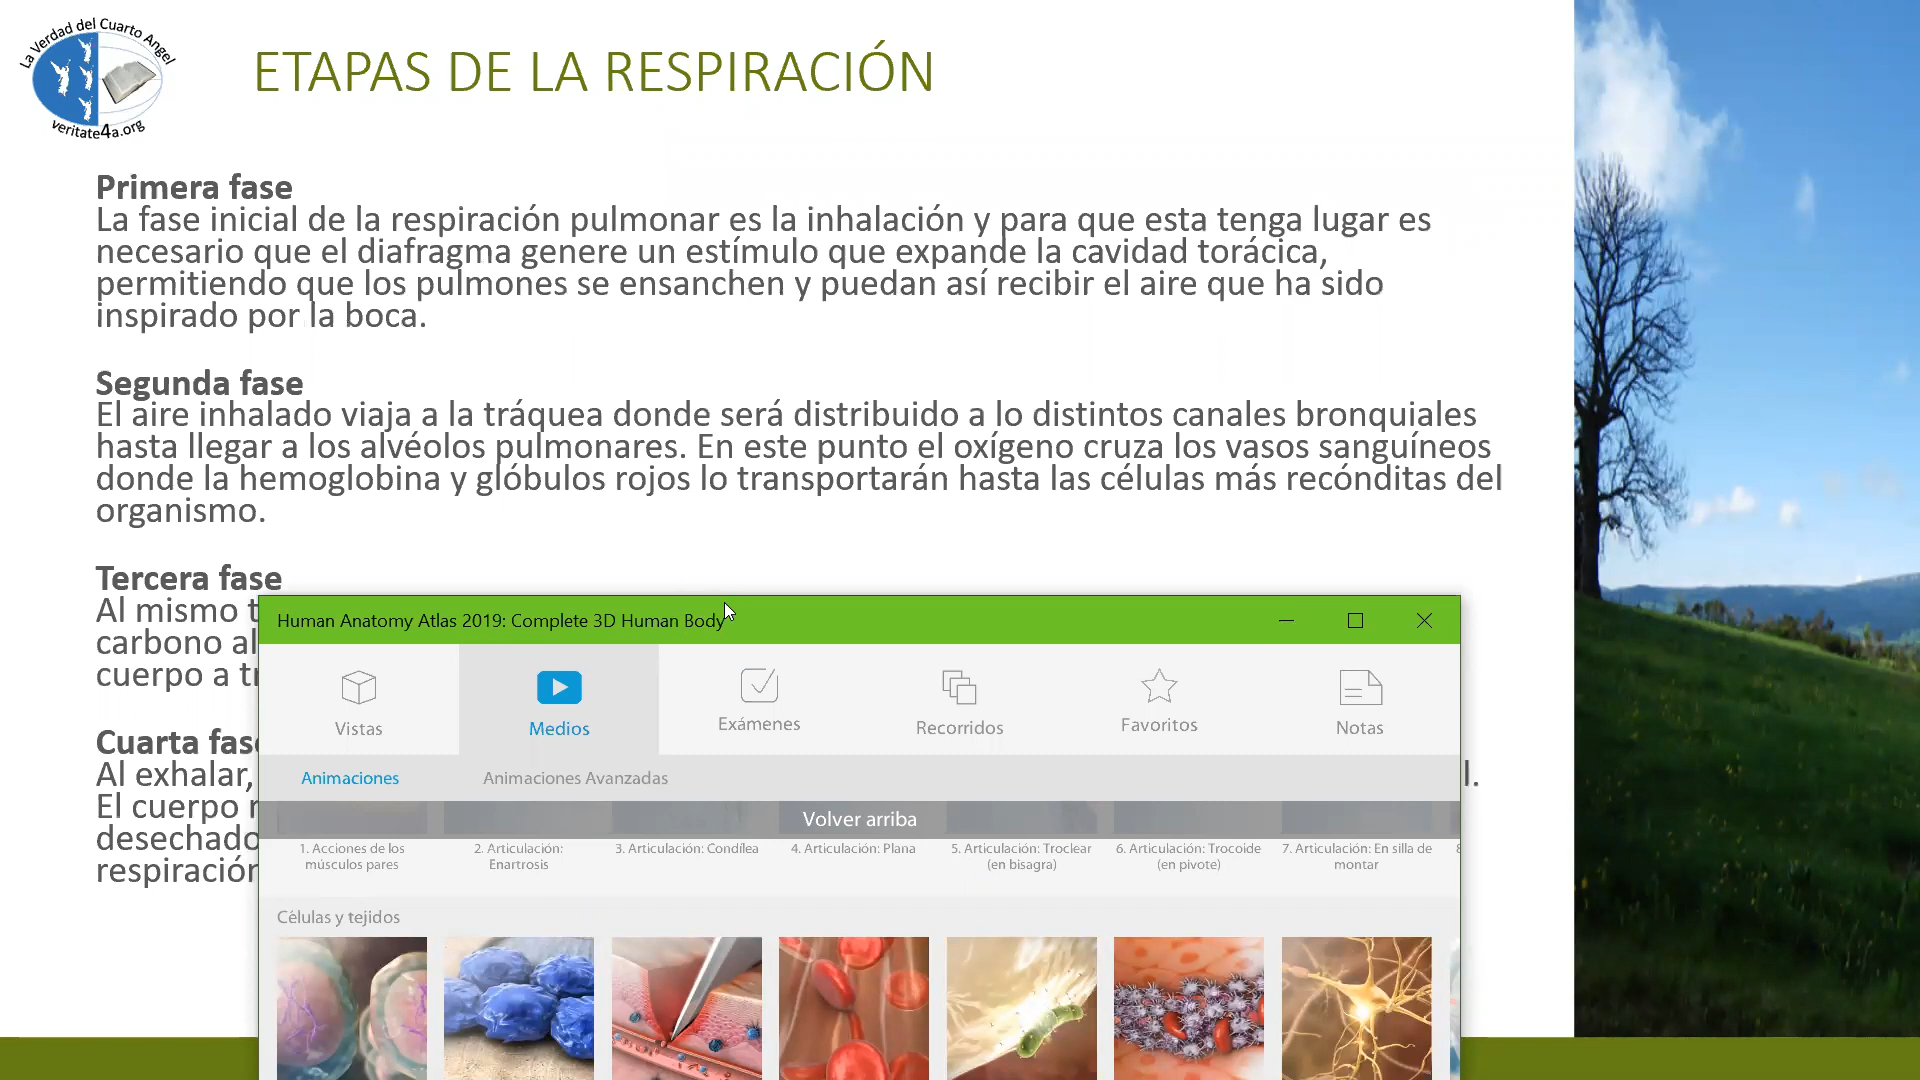 La Verdad del Cuarto Angel
veritate4a.org
ETAPAS DE LA RESPIRACIÓN
Primera fase
La fase inicial de la respiración pulmonar es la inhalación y para que esta tenga lugar es
necesario que el diafragma genere un estímulo que expande la cavidad torácica,
permitiendo que los pulmones se ensanchen y puedan así recibir el aire que ha sido
inspirado por la boca.
Segunda fase
El aire inhalado viaja a la tráquea donde será distribuido a lo distintos canales bronquiales
hasta llegar a los alvéolos pulmonares. En este punto el oxígeno cruza los vasos sanguíneos
donde la hemoglobina y glóbulos rojos lo transportarán hasta las células más recónditas del
organismo.
Tercera fase
Al mismo
carbono al
cuerpo a
Cuarta fase
Al exhalar,
El cuerpo
desechado
respiración
Human Anatomy Atlas 2019: Complete 3D Human Body
Vistas
Medios
Exámenes
Recorridos
Favoritos
Notas
Animaciones
Animaciones Avanzadas
Volver arriba
1. Acciones de los
músculos pares
2. Articulación:
Enartrosis
3. Articulación: Condílea
4. Articulación: Plana
5. Articulación: Troclear
(en bisagra)
6. Articulación: Trocoide
(en pivote)
7. Articulación: En silla de
montar
Células y tejidos